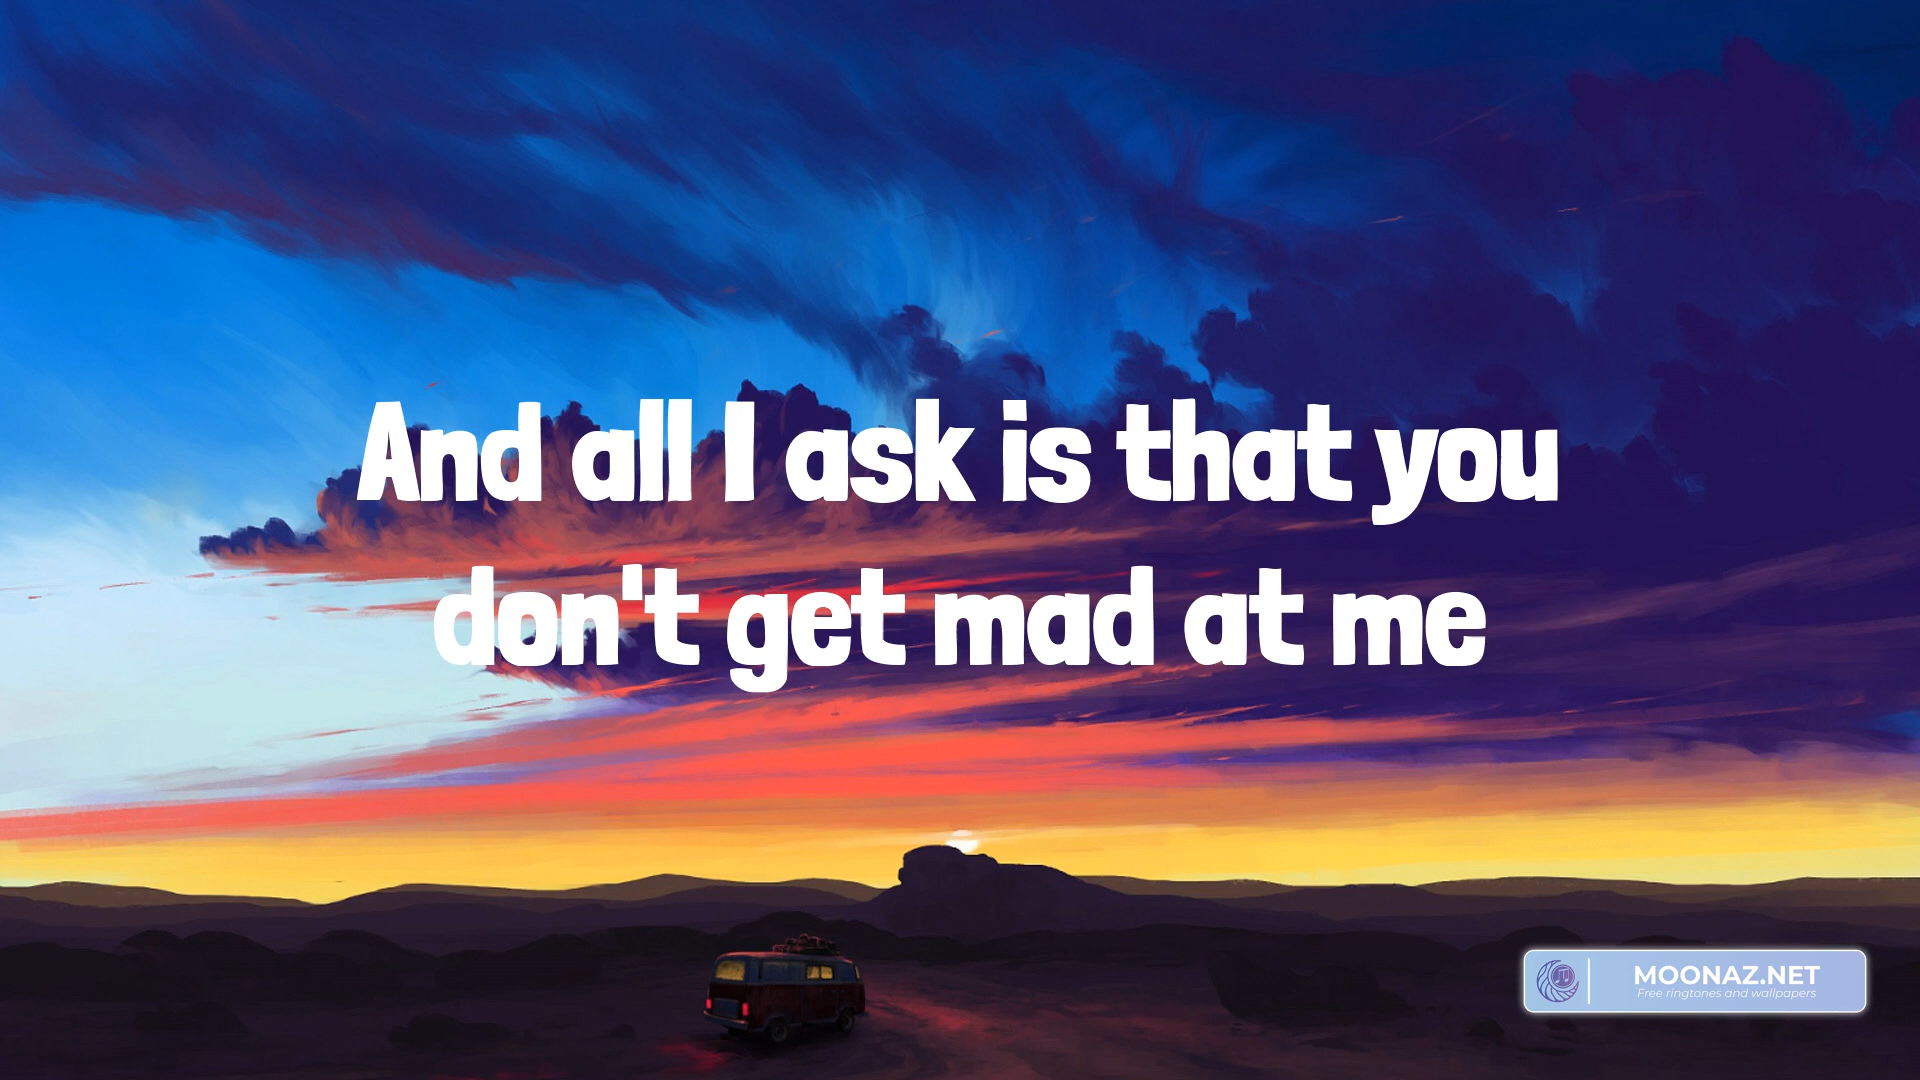 And all I ask is that you
don't get mad at me
MOONAZ.NET
Free ringtones and wallpapers